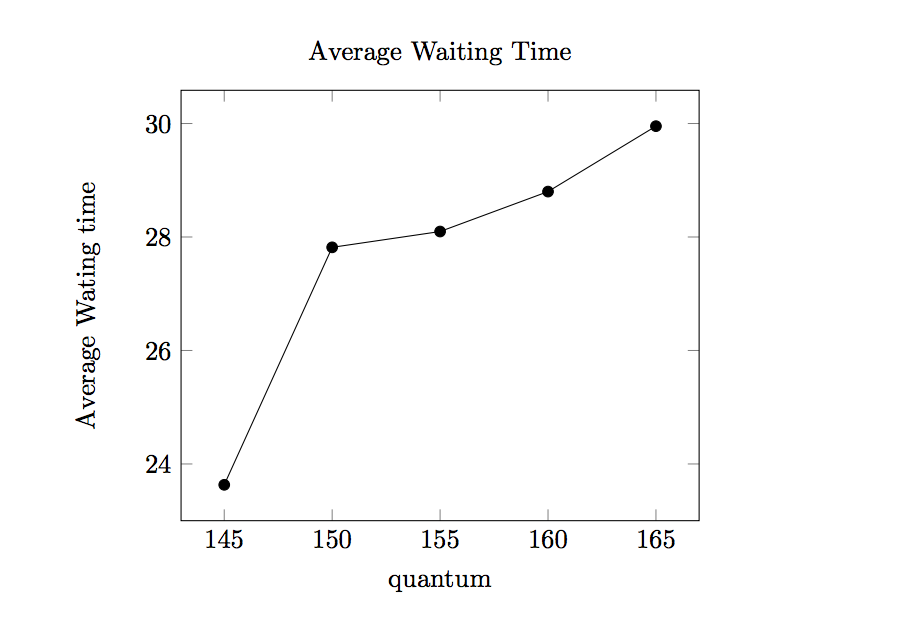 Average Waiting Time
30
28
26
24
Average Wating time
145 150 155 160 165
quantum